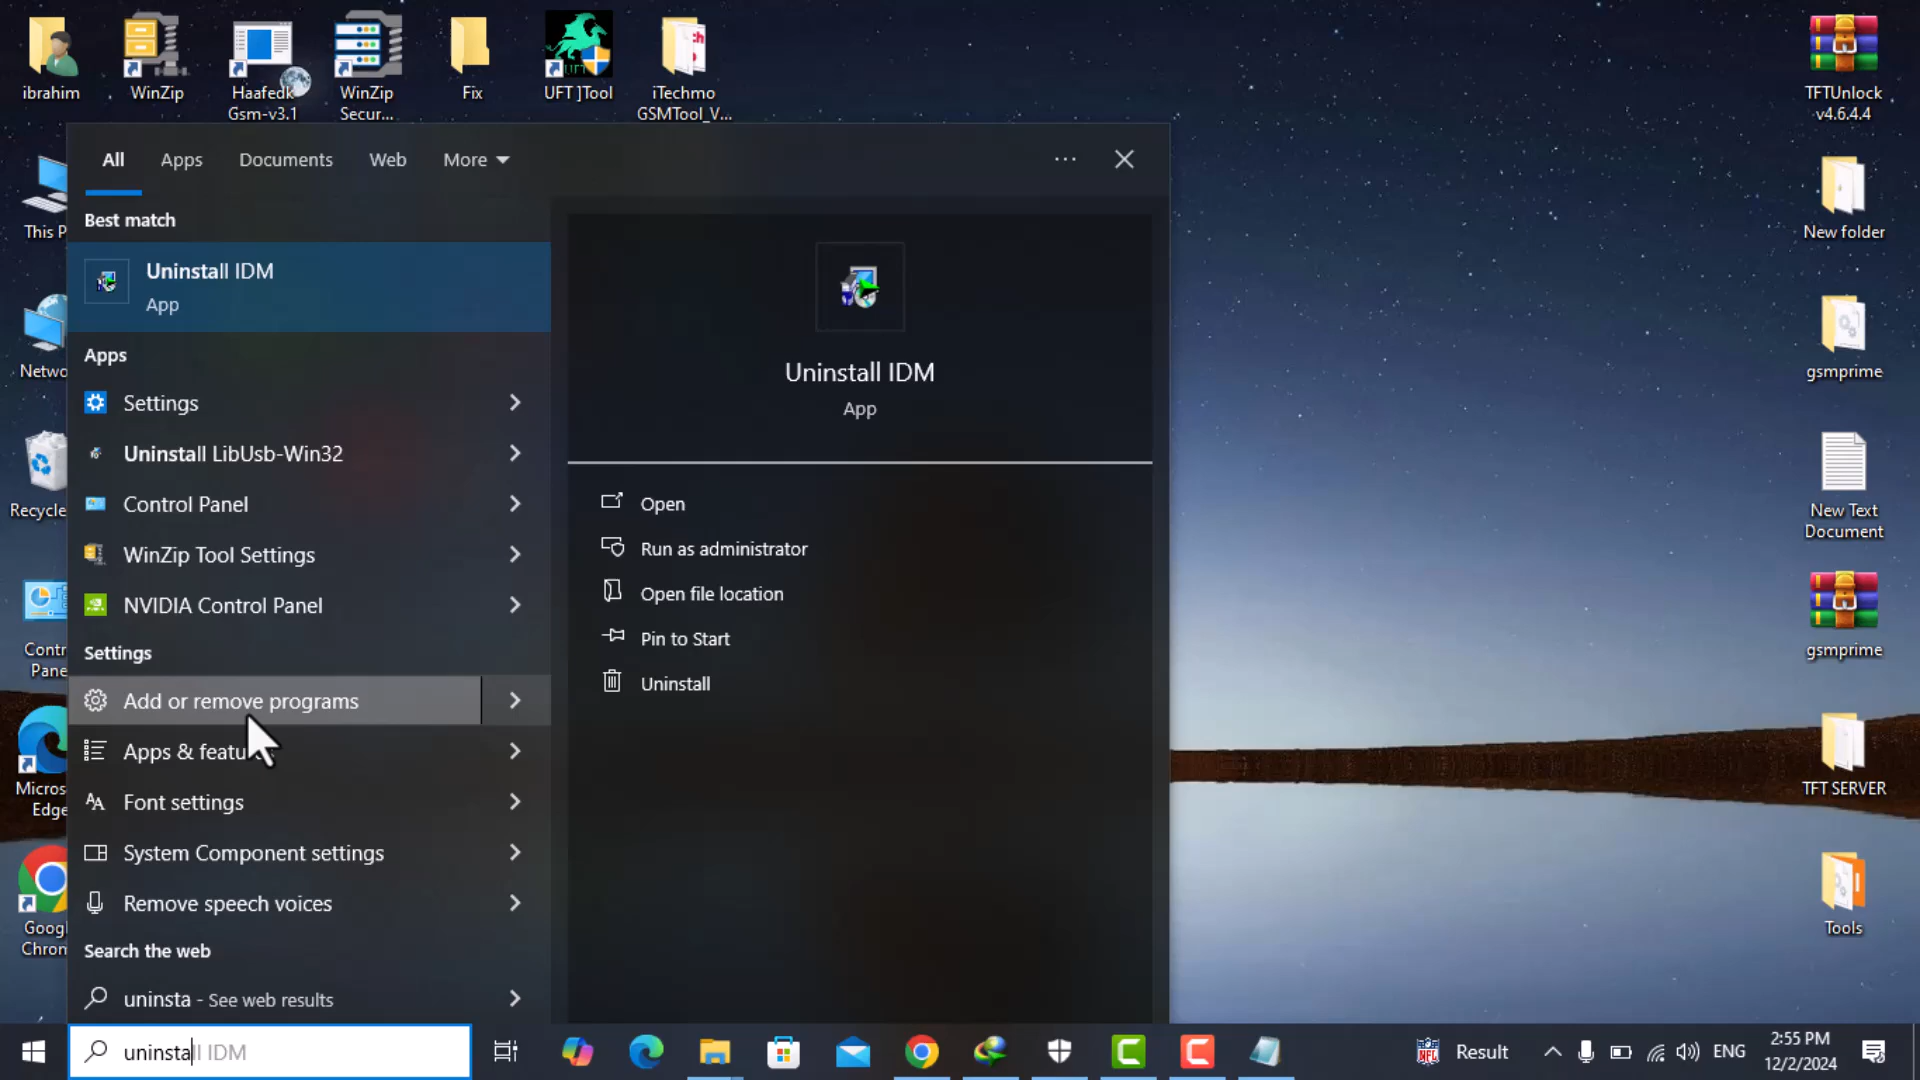 ibrahim
WinZip
Haafedk
Gsm-v3.1
WinZip
Secur...
Fix
UFT ]Tool
iTechmo
GSMTool_V...
TFTUnlock
v4.6.4.4
All
Apps
Documents
Web
More
Best match
Uninstall IDM
App
Apps
Settings
Uninstall LibUsb-Win32
Control Panel
WinZip Tool Settings
NVIDIA Control Panel
Settings
Add or remove programs
Apps & featu
Font settings
System Component settings
Remove speech voices
Search the web
uninsta - See web results
uninstall IDM
Uninstall IDM
App
Open
Run as administrator
Open file location
Pin to Start
Uninstall
This P
Netwo
Recycle
Contr
Pane
Micros
Edge
Googl
Chrom
New folder
gsmprime
New Text
Document
gsmprime
TFT SERVER
Tools
NFL
Result
ENG
2:55 PM
12/2/2024